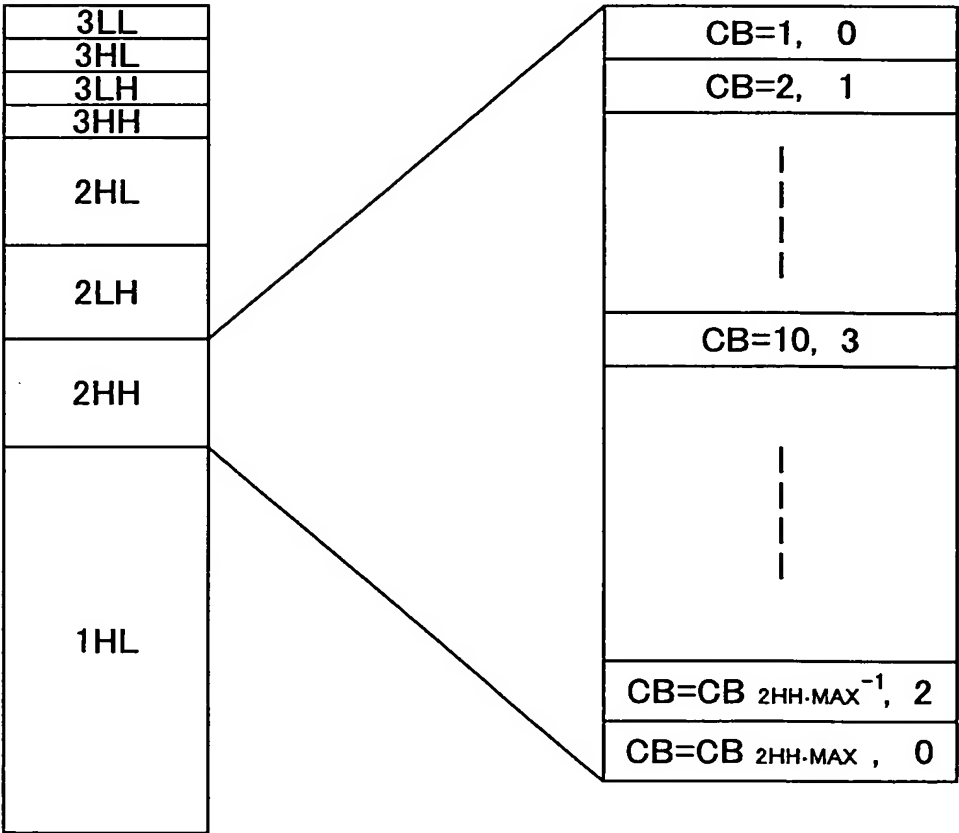 3LL
3HL
3LH
3HH
2HL
2LH
2HH
1HL
CB=1, 0
CB=2, 1
CB=10, 3
CB=CB 2HH·MAX⁻¹, 2
CB=CB 2HH·MAX , 0